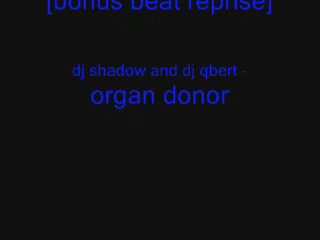 [bonus beat reprise]
dj shadow and dj qbert -
organ donor